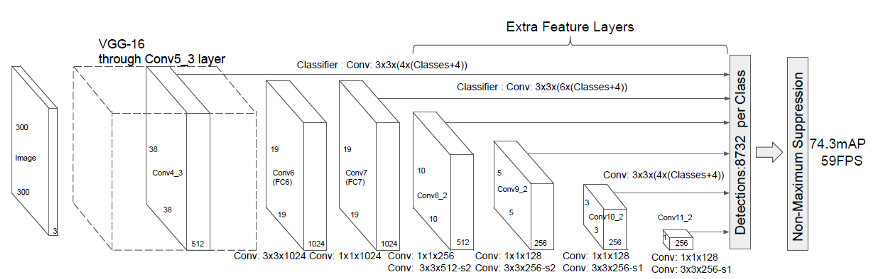 Extra Feature Layers
VGG-16
through Conv5_3 layer
Classifier : Conv: 3x3x(4x(Classes+4))
Classifier : Conv: 3x3x(6x(Classes+4))
300
Image
300
3
38
Conv4_3
38
512
19
Conv6
(FC6)
19
1024
19
Conv7
(FC7)
19
1024
10
Conv8_2
10
512
5
Conv9_2
5
256
Conv: 3x3x(4x(Classes+4))
3
Conv10_2
3
256
Conv11_2
1
256
Detections:8732 per Class
Non-Maximum Suppression
74.3mAP
59FPS
Conv: 3x3x1024
Conv: 1x1x1024
Conv: 1x1x256
Conv: 3x3x512-s2
Conv: 1x1x128
Conv: 3x3x256-s2
Conv: 1x1x128
Conv: 3x3x256-s1
Conv: 1x1x128
Conv: 3x3x256-s1